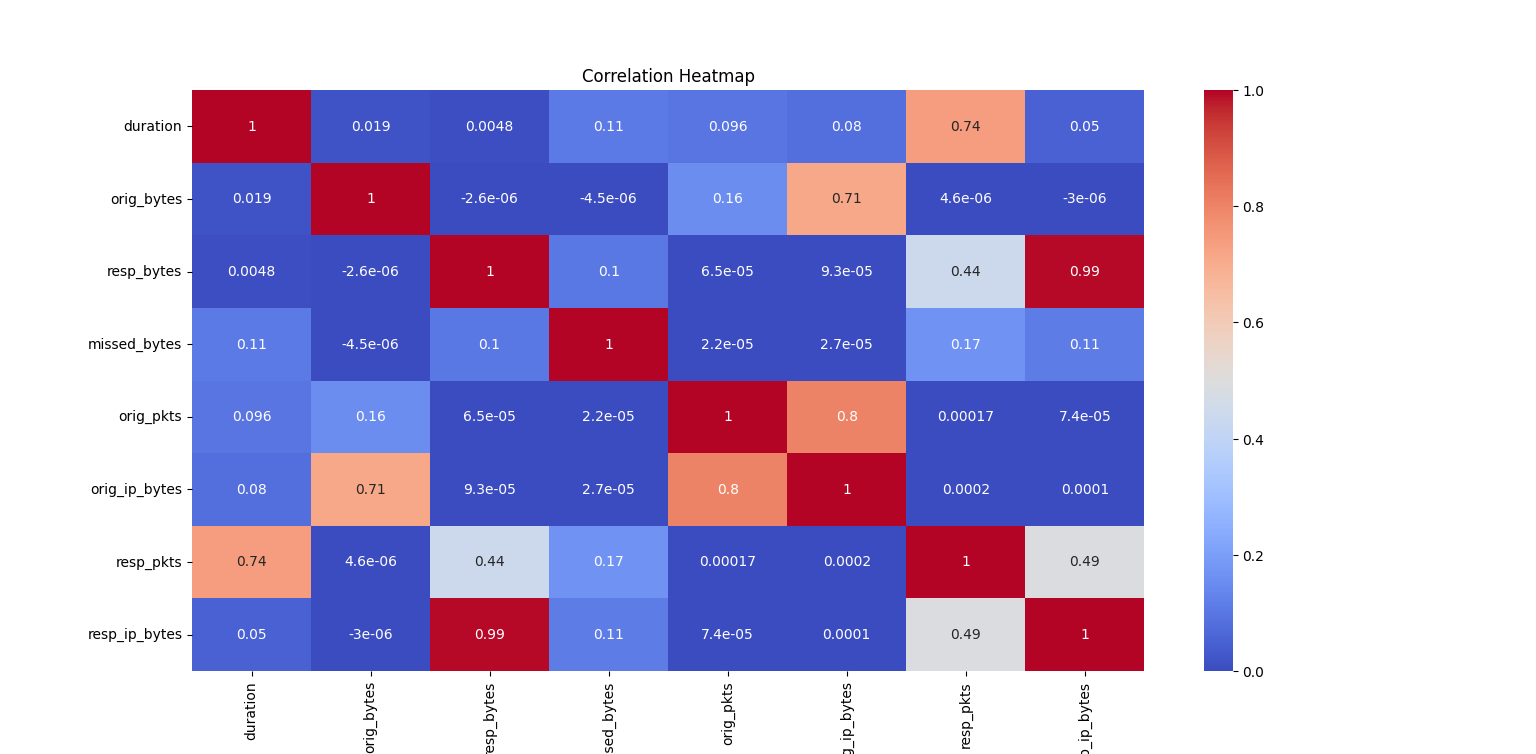 Correlation Heatmap
duration 1 0.019 0.0048 0.11 0.096 0.08 0.74 0.05
orig_bytes 0.019 1 -2.6e-06 -4.5e-06 0.16 0.71 4.6e-06 -3e-06
resp_bytes 0.0048 -2.6e-06 1 0.1 6.5e-05 9.3e-05 0.44 0.99
missed_bytes 0.11 -4.5e-06 0.1 1 2.2e-05 2.7e-05 0.17 0.11
orig_pkts 0.096 0.16 6.5e-05 2.2e-05 1 0.8 0.00017 7.4e-05
orig_ip_bytes 0.08 0.71 9.3e-05 2.7e-05 0.8 1 0.0002 0.0001
resp_pkts 0.74 4.6e-06 0.44 0.17 0.00017 0.0002 1 0.49
resp_ip_bytes 0.05 -3e-06 0.99 0.11 7.4e-05 0.0001 0.49 1
duration
orig_bytes
esp_bytes
sed_bytes
orig_pkts
g_ip_bytes
resp_pkts
p_ip_bytes
1.0
0.8
0.6
0.4
0.2
0.0